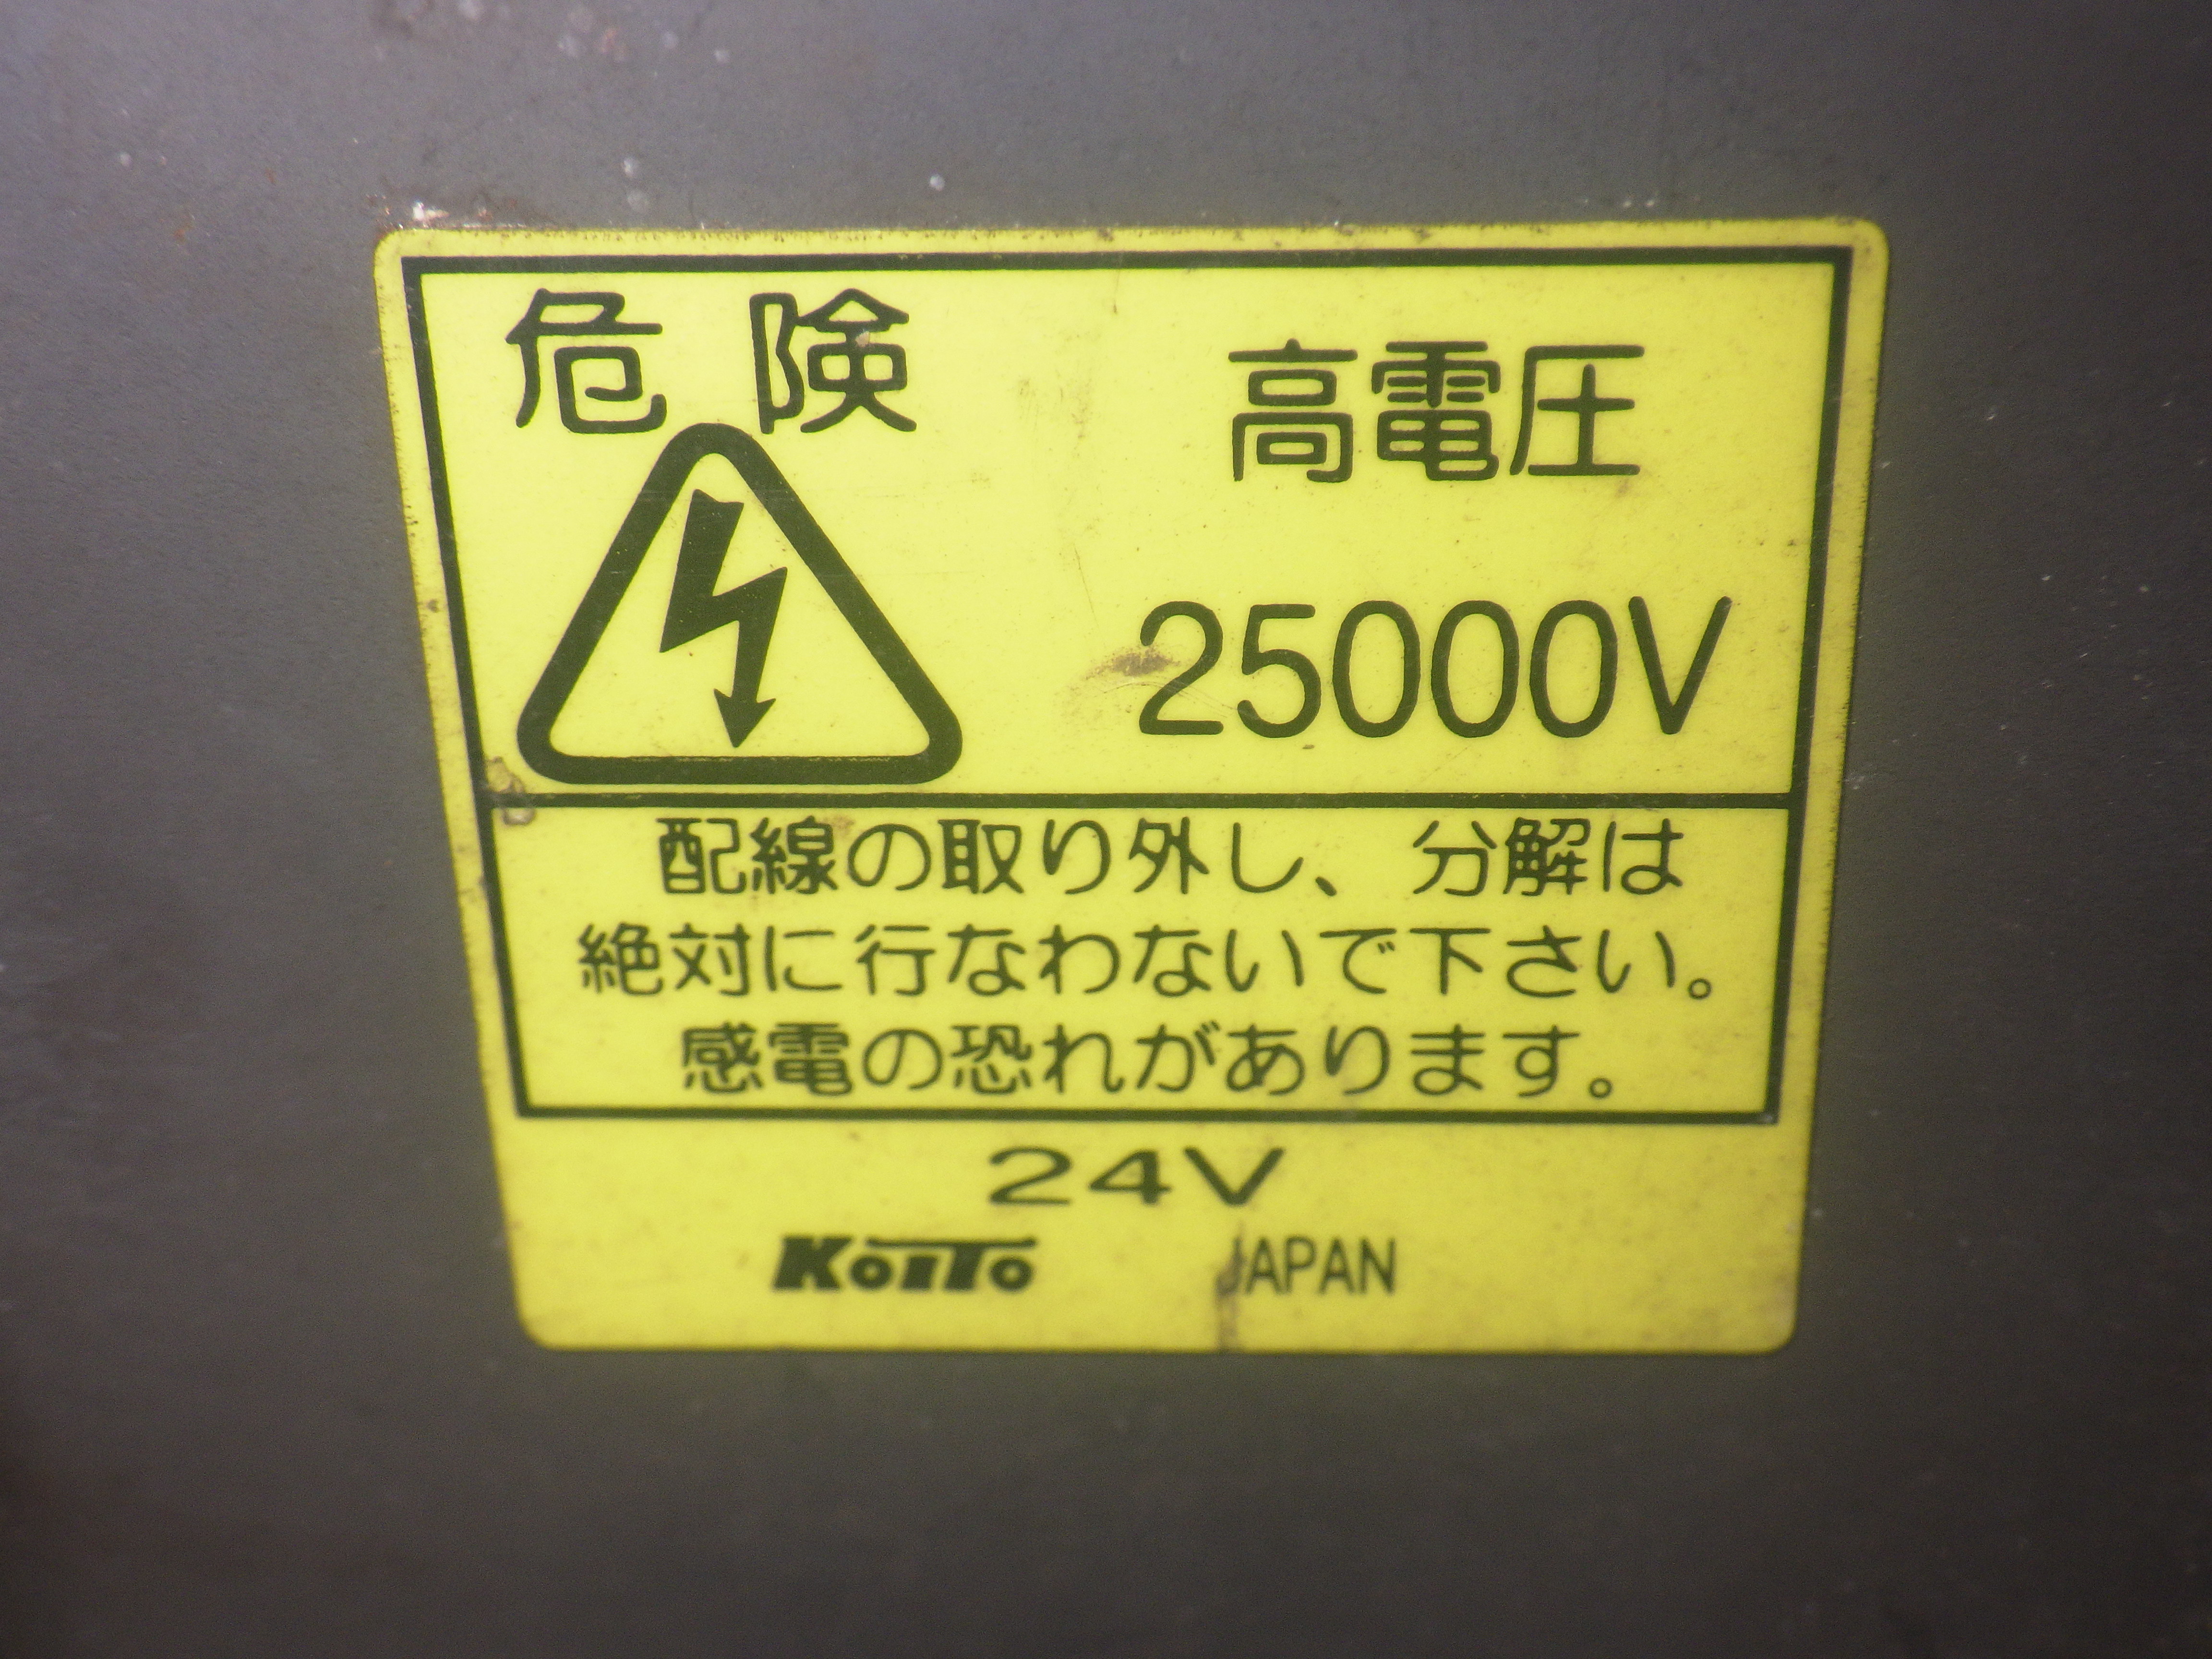 危険
高電圧
25000V
配線の取り外し、分解は
絶対に行なわないで下さい。
感電の恐れがあります。
24V
KoiTo JAPAN